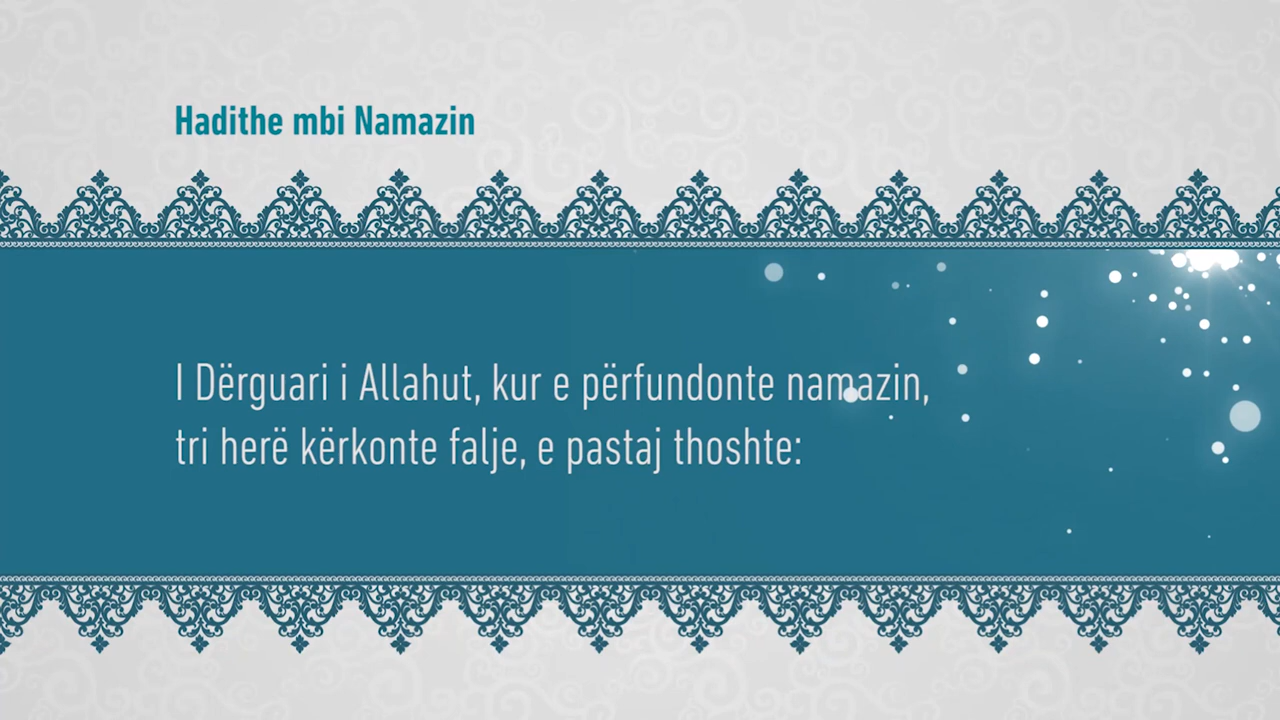 Hadithe mbi Namazin
I Dërguari i Allahut, kur e përfundonte namazin,
tri herë kërkonte falje, e pastaj thoshte: